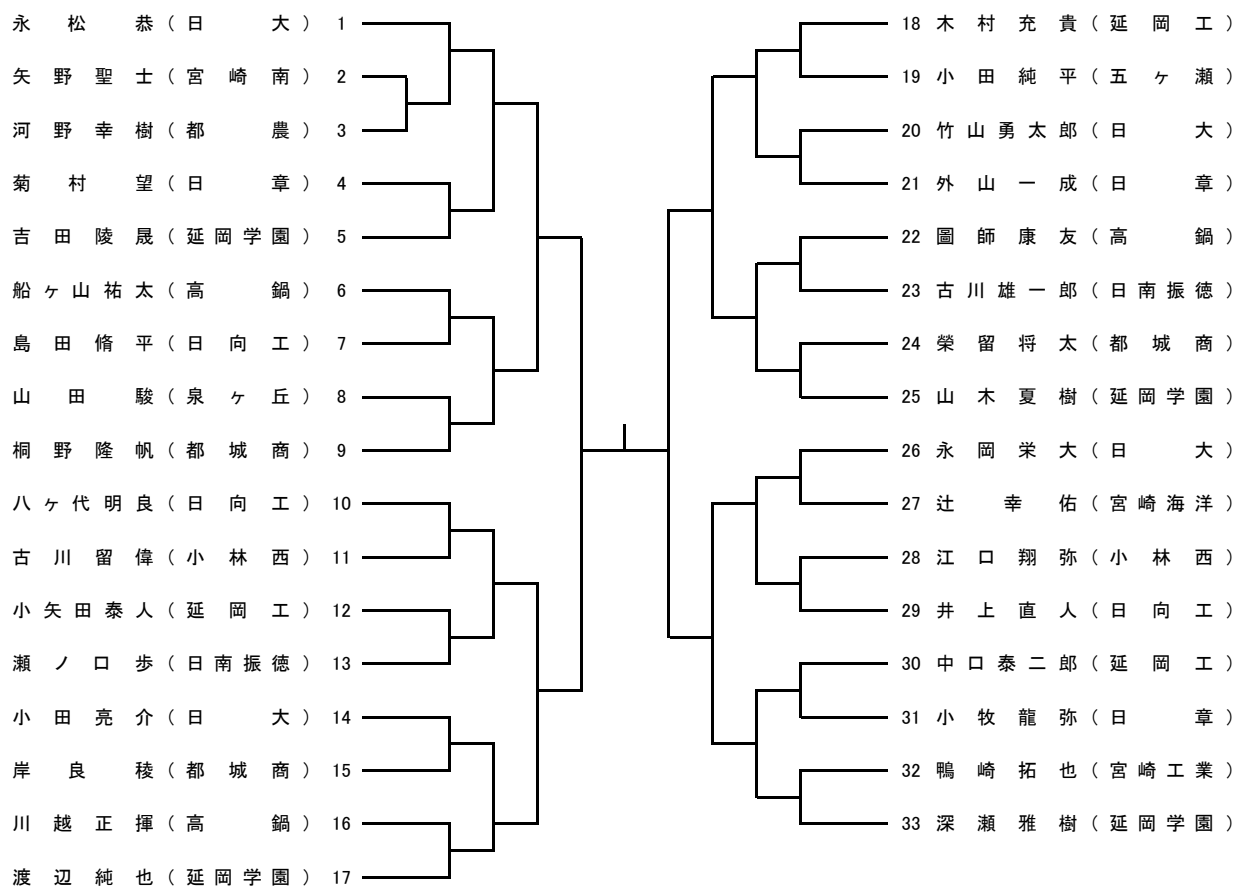 永松恭（日大） 1
矢野聖士（宮崎南） 2
河野幸樹（都農） 3
菊村望（日章） 4
吉田陵晟（延岡学園） 5
船ヶ山祐太（高鍋） 6
島田脩平（日向工） 7
山田駿（泉ヶ丘） 8
桐野隆帆（都城商） 9
八ヶ代明良（日向工） 10
古川留偉（小林西） 11
小矢田泰人（延岡工） 12
瀬ノ口歩（日南振徳） 13
小田亮介（日大） 14
岸良稜（都城商） 15
川越正揮（高鍋） 16
渡辺純也（延岡学園） 17
18 木村充貴（延岡工）
19 小田純平（五ヶ瀬）
20 竹山勇太郎（日大）
21 外山一成（日章）
22 圖師康友（高鍋）
23 古川雄一郎（日南振徳）
24 榮留将太（都城商）
25 山木夏樹（延岡学園）
26 永岡栄大（日大）
27 辻幸佑（宮崎海洋）
28 江口翔弥（小林西）
29 井上直人（日向工）
30 中口泰二郎（延岡工）
31 小牧龍弥（日章）
32 鴨崎拓也（宮崎工業）
33 深瀬雅樹（延岡学園）